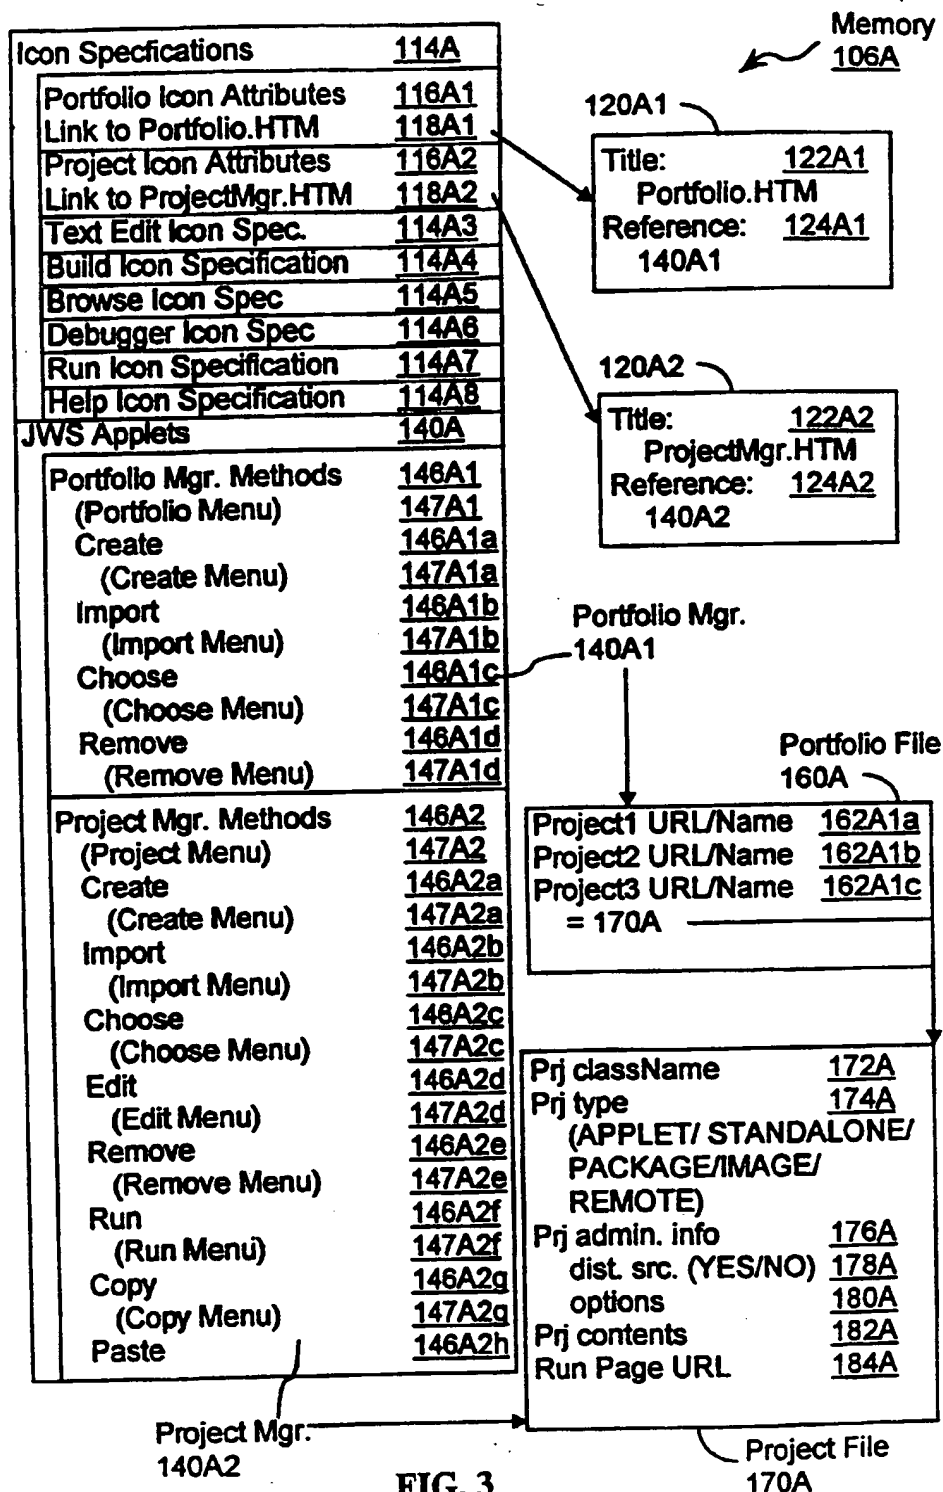 Memory
106A
Icon Specfications 114A
Portfolio Icon Attributes 116A1
Link to Portfolio.HTM 118A1
Project Icon Attributes 116A2
Link to ProjectMgr.HTM 118A2
Text Edit Icon Spec. 114A3
Build Icon Specification 114A4
Browse Icon Spec 114A5
Debugger Icon Spec 114A6
Run Icon Specification 114A7
Help Icon Specification 114A8
JWS Applets 140A
Portfolio Mgr. Methods 146A1
(Portfolio Menu) 147A1
Create 146A1a
(Create Menu) 147A1a
Import 146A1b
(Import Menu) 147A1b
Choose 146A1c
(Choose Menu) 147A1c
Remove 146A1d
(Remove Menu) 147A1d
Project Mgr. Methods 146A2
(Project Menu) 147A2
Create 146A2a
(Create Menu) 147A2a
Import 146A2b
(Import Menu) 147A2b
Choose 146A2c
(Choose Menu) 147A2c
Edit 146A2d
(Edit Menu) 147A2d
Remove 146A2e
(Remove Menu) 147A2e
Run 146A2f
(Run Menu) 147A2f
Copy 146A2g
(Copy Menu) 147A2g
Paste 146A2h
Project Mgr.
140A2
120A1
Title: 122A1
Portfolio.HTM
Reference: 124A1
140A1
120A2
Title: 122A2
ProjectMgr.HTM
Reference: 124A2
140A2
Portfolio Mgr.
140A1
Portfolio File
160A
Project1 URL/Name 162A1a
Project2 URL/Name 162A1b
Project3 URL/Name 162A1c
= 170A
Prj className 172A
Prj type 174A
(APPLET/ STANDALONE/
PACKAGE/IMAGE/
REMOTE)
Prj admin. info 176A
dist. src. (YES/NO) 178A
options 180A
Prj contents 182A
Run Page URL 184A
Project File
170A
FIG. 3